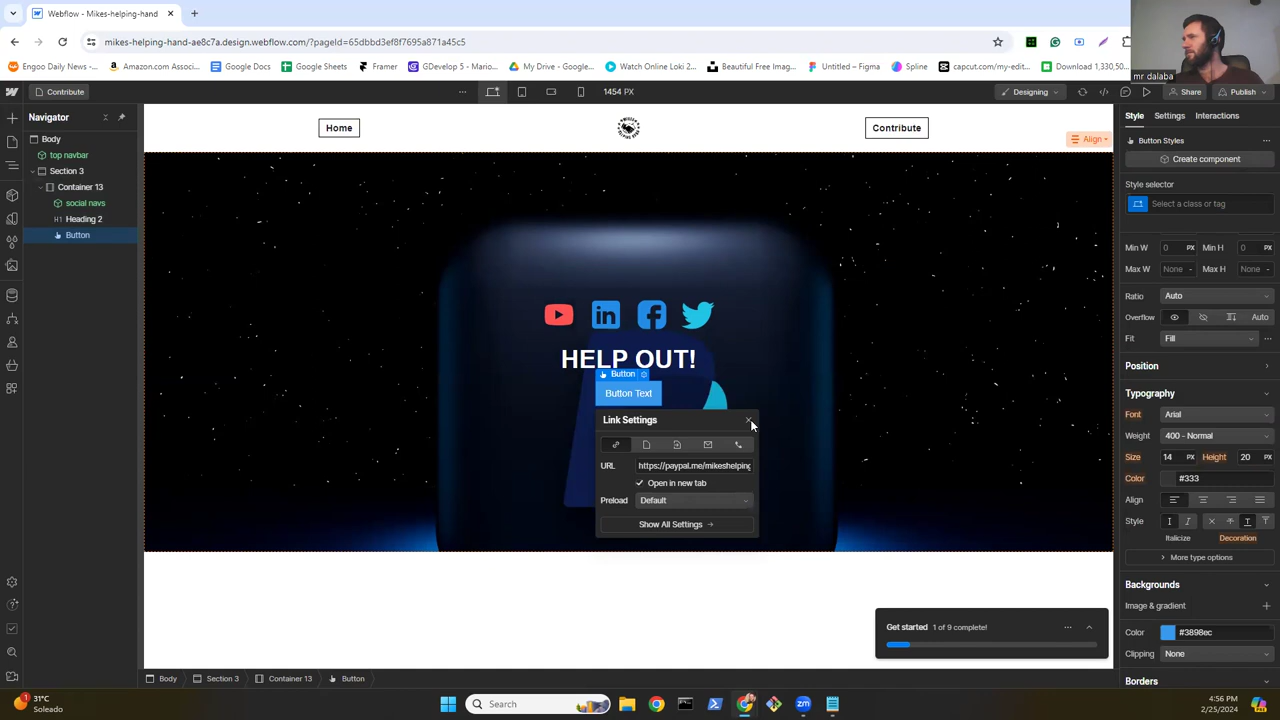 Webflow - Mikes-helping-hand
mikes-helping-hand-ae8c7a.design.webflow.com/?pageId=65dbbd3ef8f7695a871a45c5
Engoo Daily News -... Amazon.com Associ... Google Docs Google Sheets Framer GDevelop 5 - Mario... My Drive - Google... Watch Online Loki 2... Beautiful Free Imag... Untitled – Figma Spline capcut.com/my-edit... Download 1,330,50...
mr dalaba
Contribute 1454 PX Designing Share Publish
Navigator
Body
top navbar
Section 3
Container 13
social navs
H1 Heading 2
Button
Home
Contribute
Align
HELP OUT!
Button
Button Text
Link Settings
URL https://paypal.me/mikeshelping
Open in new tab
Preload Default
Show All Settings
Get started 1 of 9 complete!
Style Settings Interactions
Button Styles
Create component
Style selector
Select a class or tag
Min W 0 PX Min H 0 PX
Max W None - Max H None -
Ratio Auto
Overflow Auto
Fit Fill
Position
Typography
Font Arial
Weight 400 - Normal
Size 14 PX Height 20 PX
Color #333
Align
Style
Italicize Decoration
More type options
Backgrounds
Image & gradient
Color #3898ec
Clipping None
Borders
Body Section 3 Container 13 Button
1
31°C
Soleado
Search
4:56 PM
2/25/2024